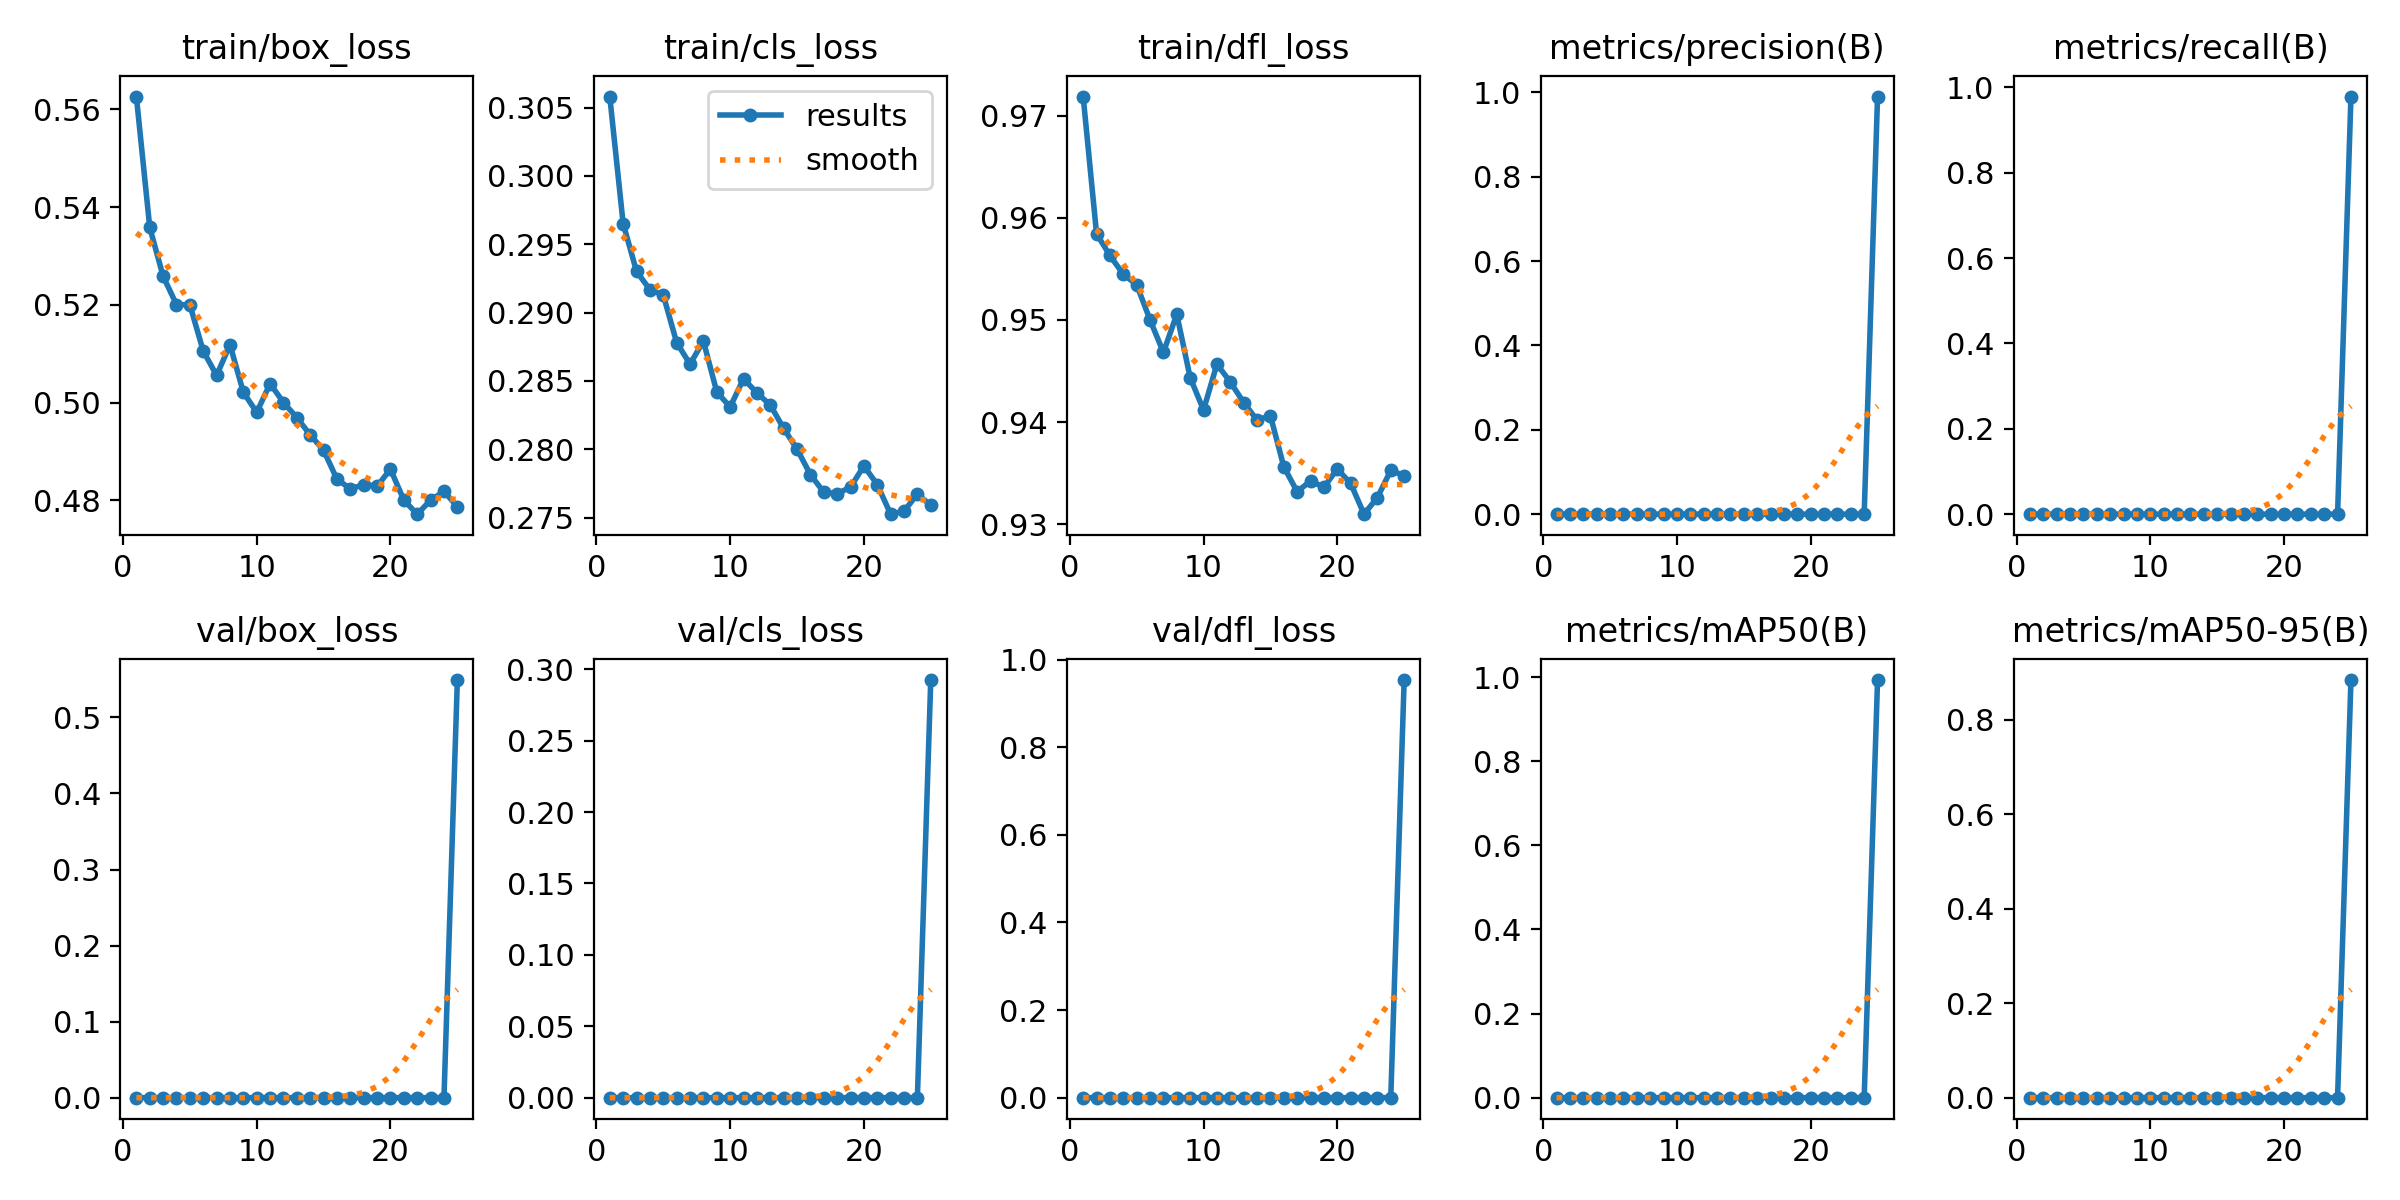 train/box_loss
0.56
0.54
0.52
0.50
0.48
0 10 20
train/cls_loss
results
smooth
0.305
0.300
0.295
0.290
0.285
0.280
0.275
0 10 20
train/dfl_loss
0.97
0.96
0.95
0.94
0.93
0 10 20
metrics/precision(B)
1.0
0.8
0.6
0.4
0.2
0.0
0 10 20
metrics/recall(B)
1.0
0.8
0.6
0.4
0.2
0.0
0 10 20
val/box_loss
0.5
0.4
0.3
0.2
0.1
0.0
0 10 20
val/cls_loss
0.30
0.25
0.20
0.15
0.10
0.05
0.00
0 10 20
val/dfl_loss
1.0
0.8
0.6
0.4
0.2
0.0
0 10 20
metrics/mAP50(B)
1.0
0.8
0.6
0.4
0.2
0.0
0 10 20
metrics/mAP50-95(B)
0.8
0.6
0.4
0.2
0.0
0 10 20